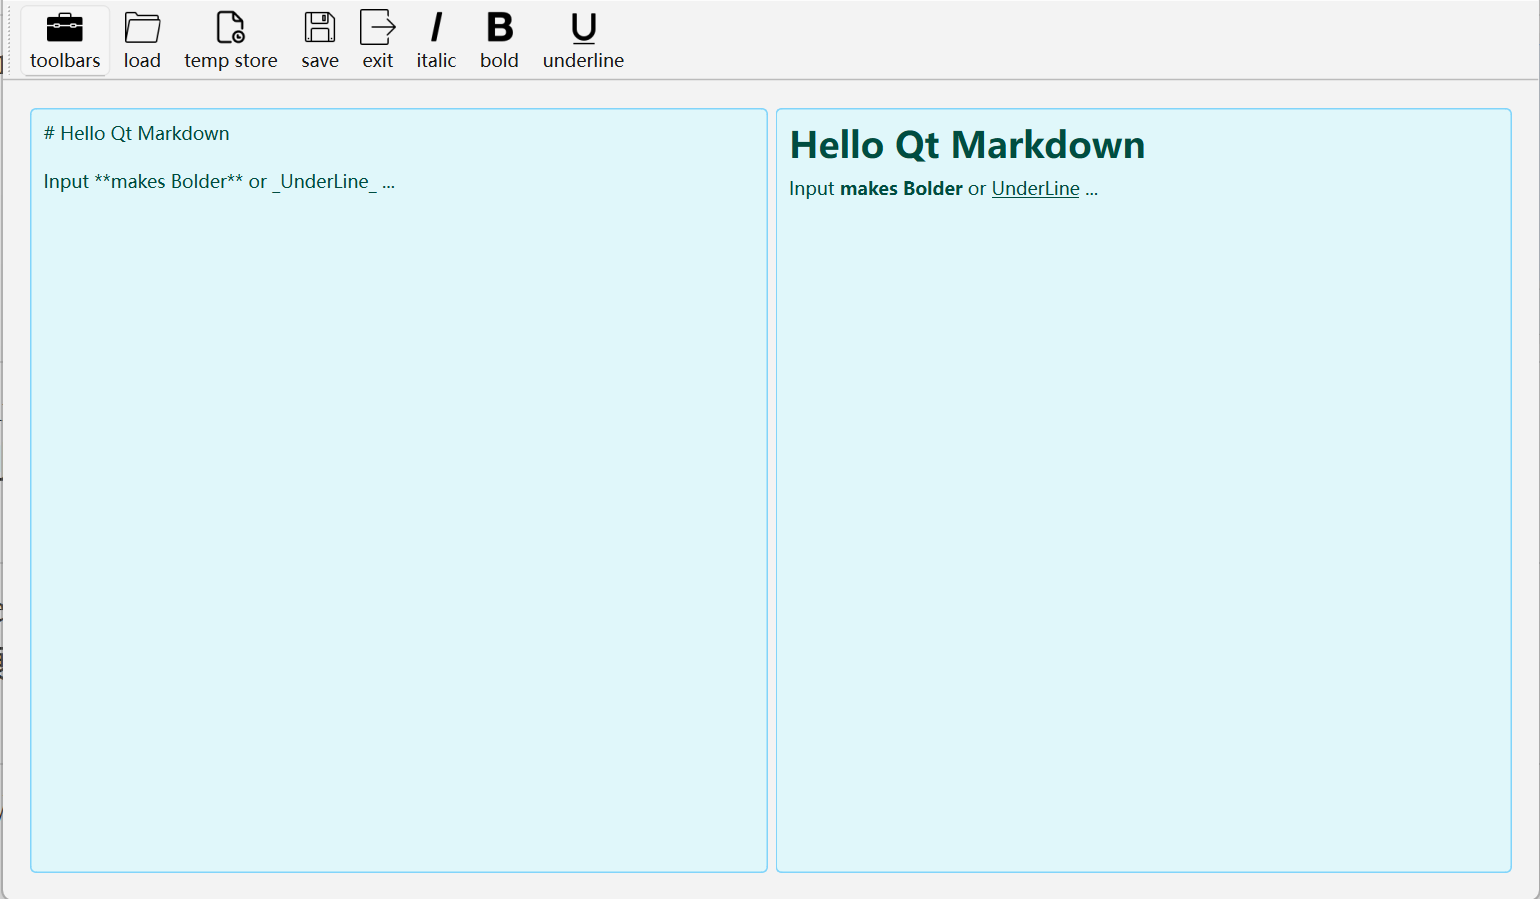 toolbars load temp store save exit italic bold underline
# Hello Qt Markdown
Input **makes Bolder** or _UnderLine_ ...
Hello Qt Markdown
Input makes Bolder or UnderLine ...